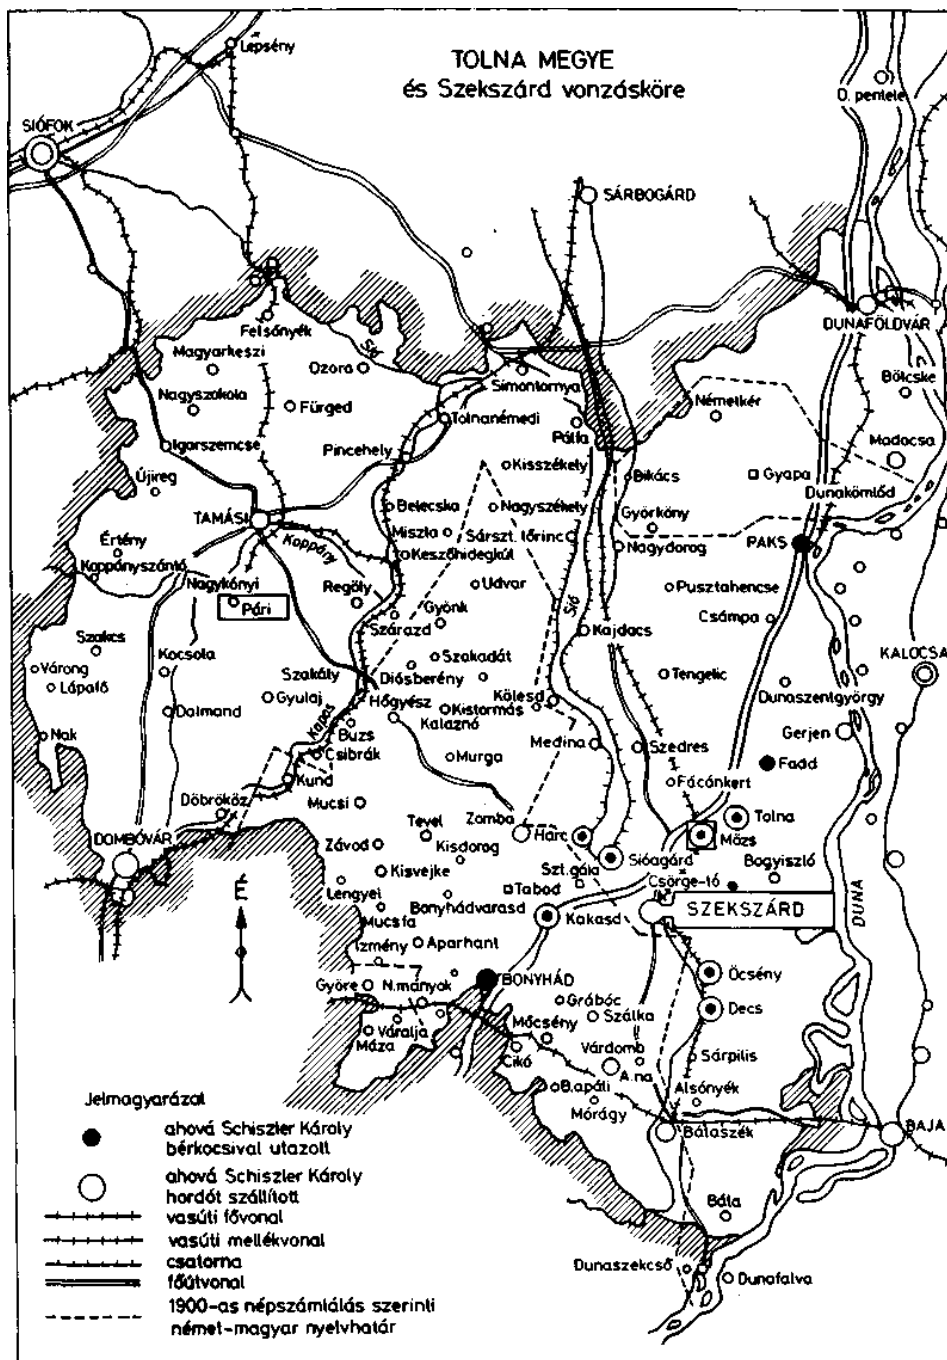 TOLNA MEGYE
és Szekszárd vonzásköre
Lepsény
D. pentele
SIÓFOK
SÁRBOGÁRD
DUNAFÖLDVÁR
Felsőnyék
Sió
Magyarkeszi
Ozora
Simontornya
Bölcske
Nagyszokoly
Fürged
Tolnanémedi
Németkér
Pálfa
Madocsa
Igarszemcse
Pincehely
Kisszékely
Bikács
Gyapa
Újireg
Dunakömlőd
Belecska
Nagyszékely
TAMÁSI
Györköny
Koppány
Miszla
Sárszt. lőrinc
Értény
Keszőhidegkút
Nagydorog
PAKS
Koppányszántó
Nagykónyi
Regöly
Udvar
Pusztahencse
Pári
Gyönk
Sió
Csámpa
Szárazd
Kajdacs
Szakcs
Kocsola
Szakadát
KALOCSA
Várong
Szakály
Diósberény
Tengelic
Lápafő
Gyulaj
Kölesd
Dunaszentgyörgy
Dalmand
Kapos
Hőgyész
Kistormás
Kalaznó
Gerjen
Nak
Buzs
Medina
Szedres
Csibrák
Murga
Fadd
Kund
Fácánkert
Döbrököz
Mucsi
Zomba
Tolna
Tevel
Harc
Mözs
DOMBÓVÁR
Závod
Kisdorog
Szt.gála
Sióagárd
Bogyiszló
É
Kisvejke
Csörge-tó
Lengyel
Tabód
DUNA
Mucsfa
Bonyhádvarasd
Kakasd
SZEKSZÁRD
Izmény
Aparhant
Öcsény
Györe
N.mányok
BONYHÁD
Grábóc
Decs
Váralja
Mőcsény
Szálka
Máza
Várdomb
Sárpilis
Cikó
A.na
B.apáti
Alsónyék
Mórágy
Bátaszék
BAJA
Báta
Dunaszekcső
Dunafalva
Jelmagyarázat
ahová Schiszler Károly
bérkocsival utazott
ahová Schiszler Károly
hordót szállított
vasúti fővonal
vasúti mellékvonal
csatorna
főútvonal
1900-as népszámlálás szerinti
német-magyar nyelvhatár